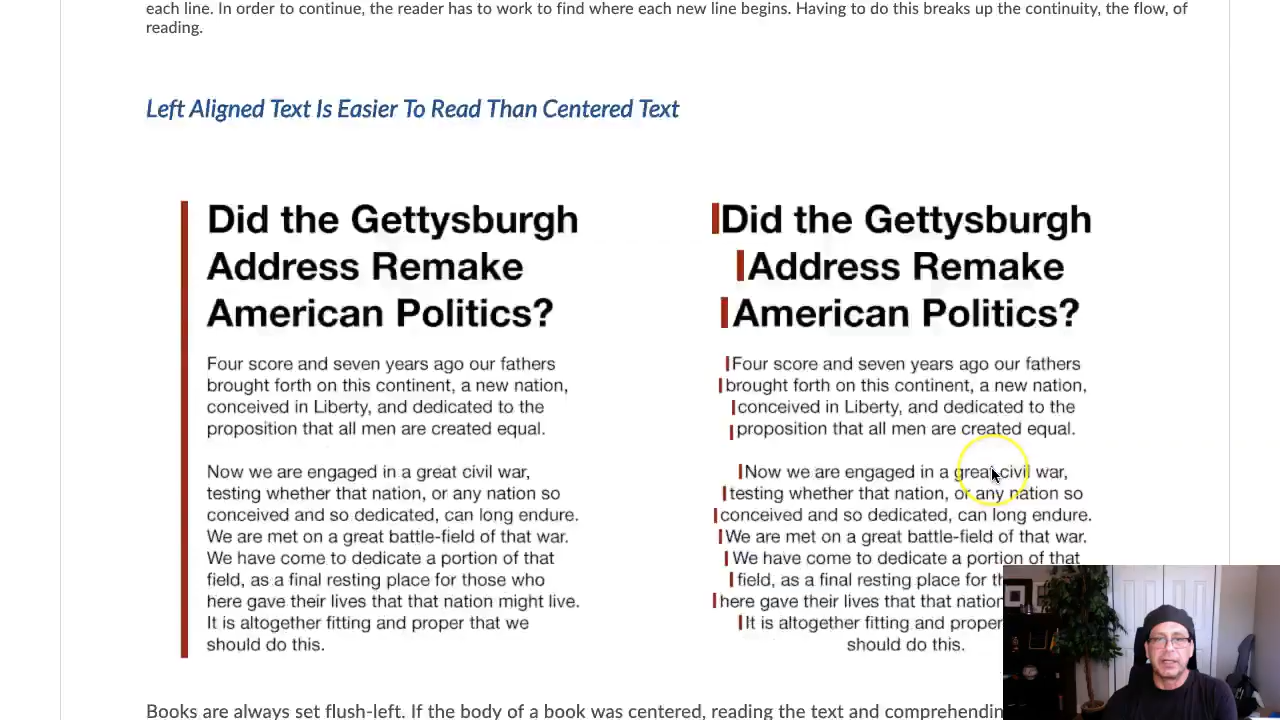 each line. In order to continue, the reader has to work to find where each new line begins. Having to do this breaks up the continuity, the flow, of
reading.
Left Aligned Text Is Easier To Read Than Centered Text
Did the Gettysburgh
Address Remake
American Politics?
Four score and seven years ago our fathers
brought forth on this continent, a new nation,
conceived in Liberty, and dedicated to the
proposition that all men are created equal.
Now we are engaged in a great civil war,
testing whether that nation, or any nation so
conceived and so dedicated, can long endure.
We are met on a great battle-field of that war.
We have come to dedicate a portion of that
field, as a final resting place for those who
here gave their lives that that nation might live.
It is altogether fitting and proper that we
should do this.
Did the Gettysburgh
Address Remake
American Politics?
Four score and seven years ago our fathers
brought forth on this continent, a new nation,
conceived in Liberty, and dedicated to the
proposition that all men are created equal.
Now we are engaged in a great civil war,
testing whether that nation, or any nation so
conceived and so dedicated, can long endure.
We are met on a great battle-field of that war.
We have come to dedicate a portion of that
field, as a final resting place for
here gave their lives that that nation
It is altogether fitting and proper
should do this.
Books are always set flush-left. If the body of a book was centered, reading the text and